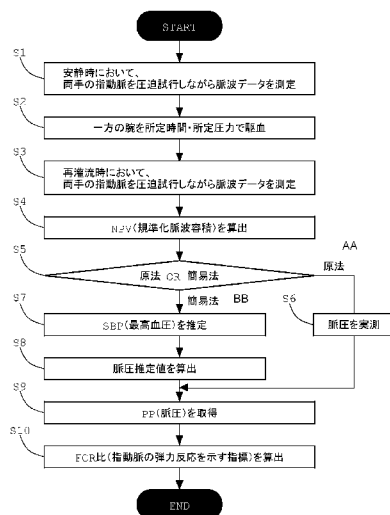 START
S1
安静時において、
両手の指動脈を圧迫試行しながら脈波データを測定
S2
一方の腕を所定時間・所定圧力で駆血
S3
再灌流時において、
両手の指動脈を圧迫試行しながら脈波データを測定
S4
NPV(規準化脈波容積)を算出
S5
原法 OR 簡易法
AA
原法
簡易法
BB
S6
脈圧を実測
S7
SBP(最高血圧)を推定
S8
脈圧推定値を算出
S9
PP(脈圧)を取得
S10
FCR比(指動脈の弾力反応を示す指標)を算出
END